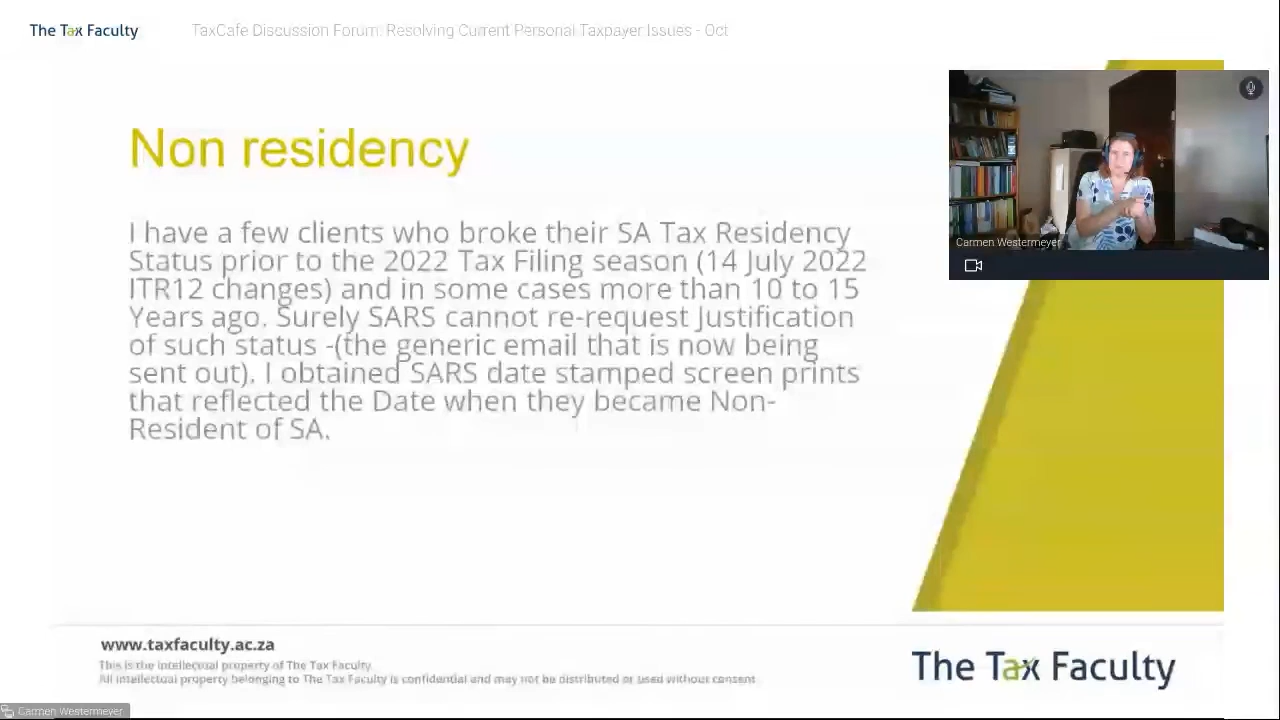 The Tax Faculty
TaxCafe Discussion Forum: Resolving Current Personal Taxpayer Issues - Oct
Non residency
I have a few clients who broke their SA Tax Residency
Status prior to the 2022 Tax Filing season (14 July 2022
ITR12 changes) and in some cases more than 10 to 15
Years ago. Surely SARS cannot re-request Justification
of such status -(the generic email that is now being
sent out). I obtained SARS date stamped screen prints
that reflected the Date when they became Non-
Resident of SA.
Carmen Westermeyer
www.taxfaculty.ac.za
This is the intellectual property of The Tax Faculty.
All intellectual property belonging to The Tax Faculty is confidential and may not be distributed or used without consent
The Tax Faculty
Carmen Westermeyer